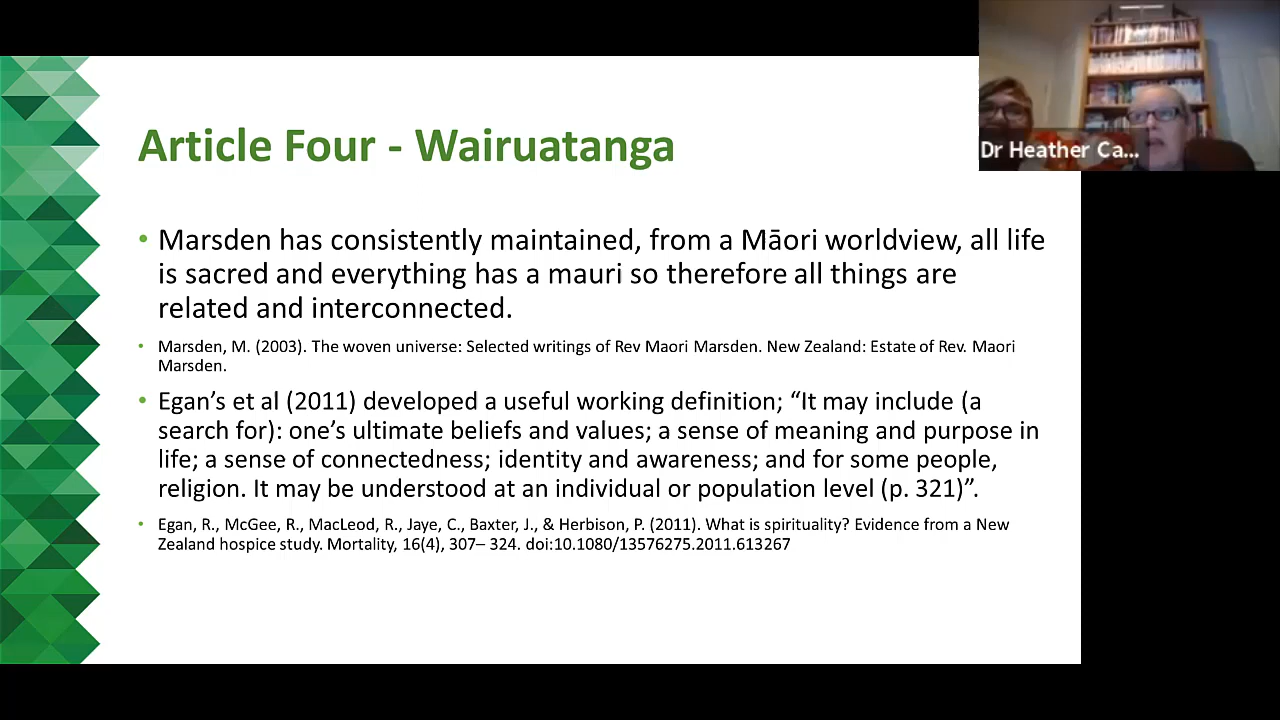 Article Four - Wairuatanga
Dr Heather Ca...
• Marsden has consistently maintained, from a Māori worldview, all life
is sacred and everything has a mauri so therefore all things are
related and interconnected.
• Marsden, M. (2003). The woven universe: Selected writings of Rev Maori Marsden. New Zealand: Estate of Rev. Maori
Marsden.
• Egan’s et al (2011) developed a useful working definition; “It may include (a
search for): one’s ultimate beliefs and values; a sense of meaning and purpose in
life; a sense of connectedness; identity and awareness; and for some people,
religion. It may be understood at an individual or population level (p. 321)”.
• Egan, R., McGee, R., MacLeod, R., Jaye, C., Baxter, J., & Herbison, P. (2011). What is spirituality? Evidence from a New
Zealand hospice study. Mortality, 16(4), 307– 324. doi:10.1080/13576275.2011.613267